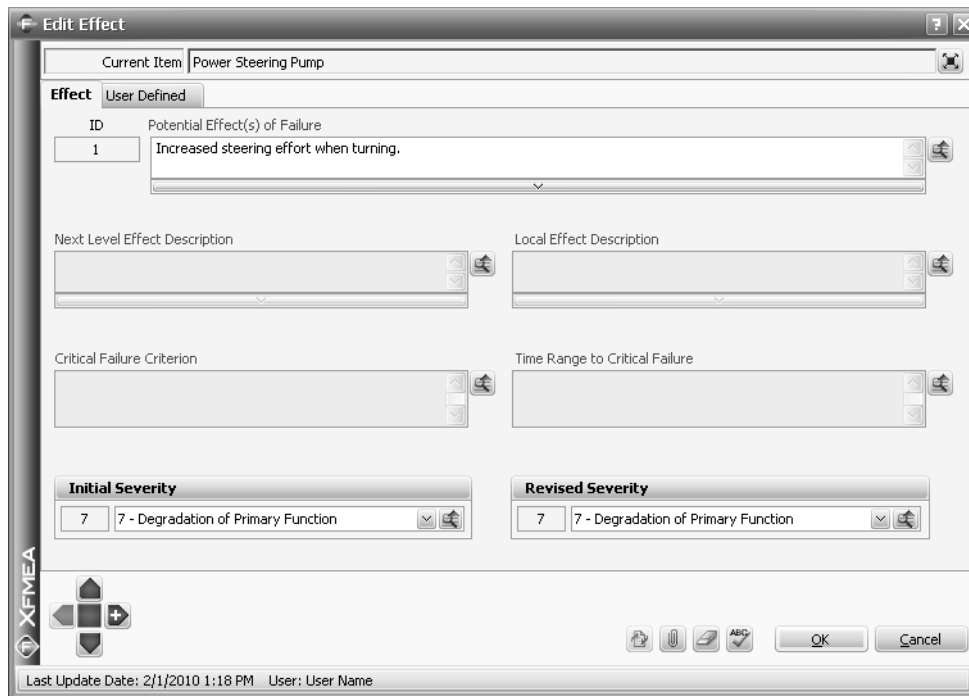 Edit Effect
?
Current Item Power Steering Pump
Effect User Defined
ID Potential Effect(s) of Failure
1 Increased steering effort when turning.
Next Level Effect Description Local Effect Description
Critical Failure Criterion Time Range to Critical Failure
Initial Severity Revised Severity
7 7 - Degradation of Primary Function 7 7 - Degradation of Primary Function
XFMEA
ABC OK Cancel
Last Update Date: 2/1/2010 1:18 PM User: User Name